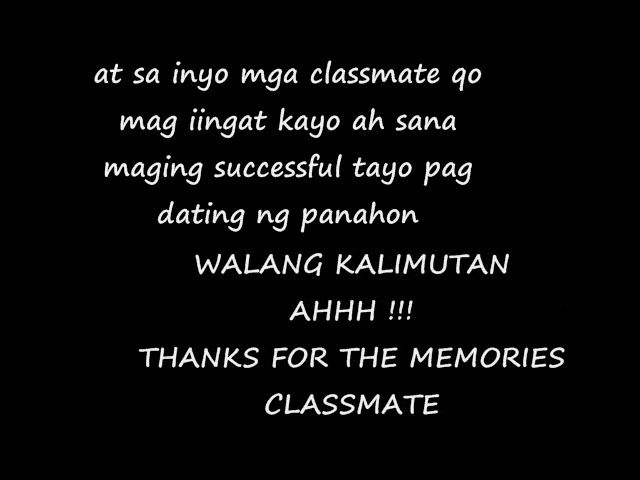 at sa inyo mga classmate qo
mag iingat kayo ah sana
maging successful tayo pag
dating ng panahon
WALANG KALIMUTAN
AHHH !!!
THANKS FOR THE MEMORIES
CLASSMATE